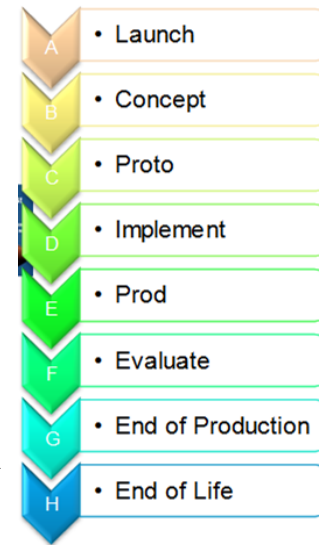 A • Launch
B • Concept
C • Proto
D • Implement
E • Prod
F • Evaluate
G • End of Production
H • End of Life